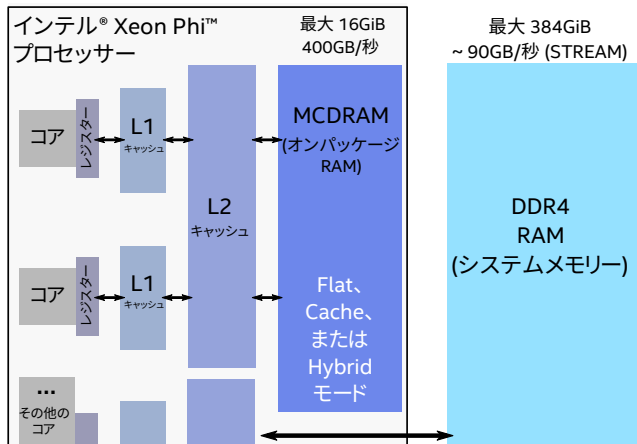 インテル® Xeon Phi™
プロセッサー
最大 16GiB
400GB/秒
最大 384GiB
~ 90GB/秒 (STREAM)
コア
レジスター
L1
キャッシュ
L2
キャッシュ
MCDRAM
(オンパッケージ
RAM)
DDR4
RAM
(システムメモリー)
コア
レジスター
L1
キャッシュ
Flat、
Cache、
または
Hybrid
モード
...
その他の
コア